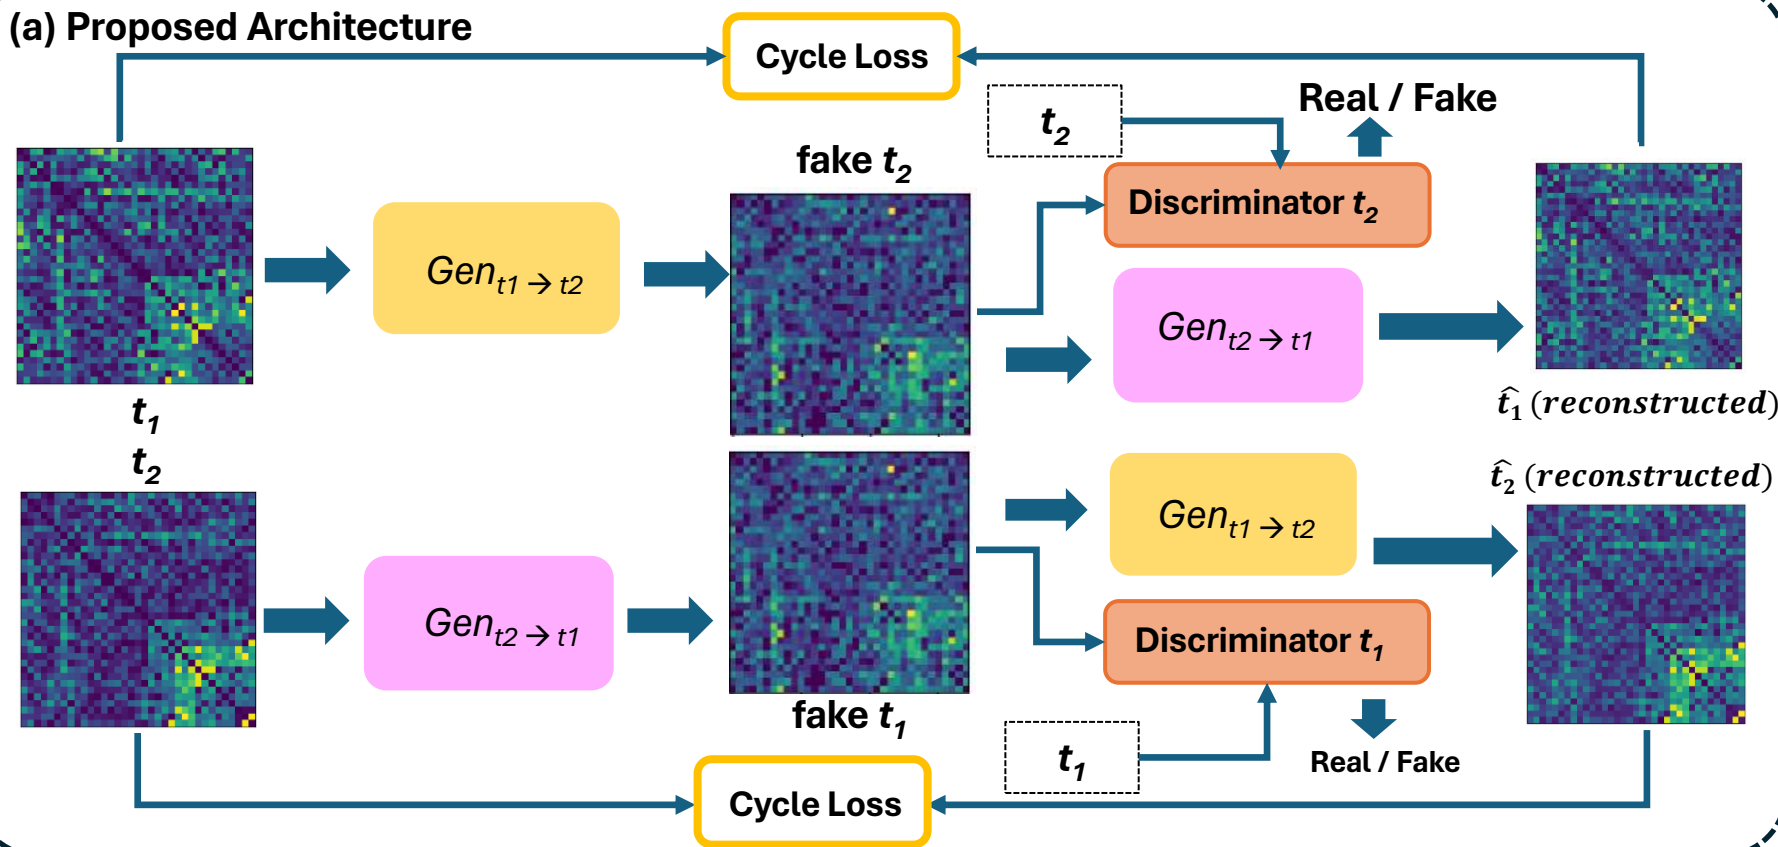 (a) Proposed Architecture
Cycle Loss
t2
Real / Fake
fake t2
Discriminator t2
Gent1 → t2
Gent2 → t1
t1
t̂1 (reconstructed)
t2
t̂2 (reconstructed)
Gent1 → t2
Gent2 → t1
Discriminator t1
fake t1
t1
Real / Fake
Cycle Loss